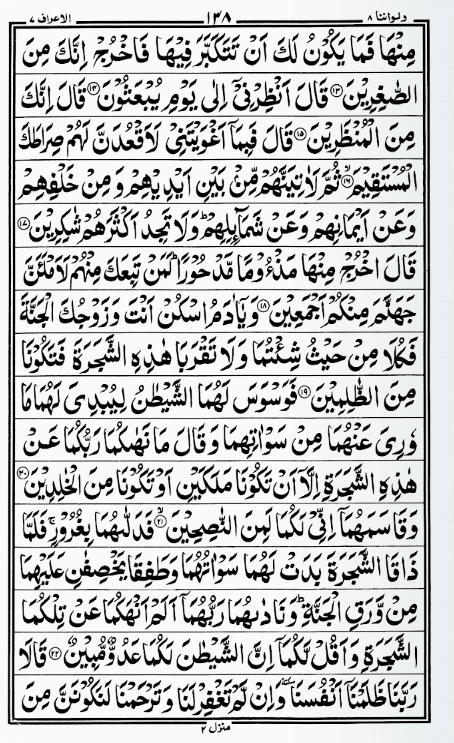 ولواننا ٨ ١٣٨ الاعراف ٧
مِنْهَا فَمَا يَكُوْنُ لَكَ اَنْ تَتَكَبَّرَ فِيْهَا فَاخْرُجْ اِنَّكَ مِنَ
الصّٰغِرِيْنَ ﴿١٣﴾ قَالَ اَنْظِرْنِيْٓ اِلٰى يَوْمِ يُبْعَثُوْنَ ﴿١٤﴾ قَالَ اِنَّكَ
مِنَ الْمُنْظَرِيْنَ ﴿١٥﴾ قَالَ فَبِمَآ اَغْوَيْتَنِيْ لَاَقْعُدَنَّ لَهُمْ صِرَاطَكَ
الْمُسْتَقِيْمَ ﴿١٦﴾ ثُمَّ لَاٰتِيَنَّهُمْ مِّنْۢ بَيْنِ اَيْدِيْهِمْ وَمِنْ خَلْفِهِمْ
وَعَنْ اَيْمَانِهِمْ وَعَنْ شَمَآئِلِهِمْ ؕ وَلَا تَجِدُ اَكْثَرَهُمْ شٰكِرِيْنَ ﴿١٧﴾
قَالَ اخْرُجْ مِنْهَا مَذْءُوْمًا مَّدْحُوْرًا ؕ لَمَنْ تَبِعَكَ مِنْهُمْ لَاَمْلَئَنَّ
جَهَنَّمَ مِنْكُمْ اَجْمَعِيْنَ ﴿١٨﴾ وَيٰٓاٰدَمُ اسْكُنْ اَنْتَ وَزَوْجُكَ الْجَنَّةَ
فَكُلَا مِنْ حَيْثُ شِئْتُمَا وَلَا تَقْرَبَا هٰذِهِ الشَّجَرَةَ فَتَكُوْنَا
مِنَ الظّٰلِمِيْنَ ﴿١٩﴾ فَوَسْوَسَ لَهُمَا الشَّيْطٰنُ لِيُبْدِيَ لَهُمَا مَا
وٗرِيَ عَنْهُمَا مِنْ سَوْاٰتِهِمَا وَقَالَ مَا نَهٰىكُمَا رَبُّكُمَا عَنْ
هٰذِهِ الشَّجَرَةِ اِلَّآ اَنْ تَكُوْنَا مَلَكَيْنِ اَوْ تَكُوْنَا مِنَ الْخٰلِدِيْنَ ﴿٢٠﴾
وَقَاسَمَهُمَآ اِنِّيْ لَكُمَا لَمِنَ النّٰصِحِيْنَ ﴿٢١﴾ فَدَلّٰىهُمَا بِغُرُوْرٍ ۚ فَلَمَّا
ذَاقَا الشَّجَرَةَ بَدَتْ لَهُمَا سَوْاٰتُهُمَا وَطَفِقَا يَخْصِفٰنِ عَلَيْهِمَا
مِنْ وَّرَقِ الْجَنَّةِ ؕ وَنَادٰىهُمَا رَبُّهُمَآ اَلَمْ اَنْهَكُمَا عَنْ تِلْكُمَا
الشَّجَرَةِ وَاَقُلْ لَّكُمَآ اِنَّ الشَّيْطٰنَ لَكُمَا عَدُوٌّ مُّبِيْنٌ ﴿٢٢﴾ قَالَا
رَبَّنَا ظَلَمْنَآ اَنْفُسَنَا ٚ وَاِنْ لَّمْ تَغْفِرْ لَنَا وَتَرْحَمْنَا لَنَكُوْنَنَّ مِنَ
منزل ٢